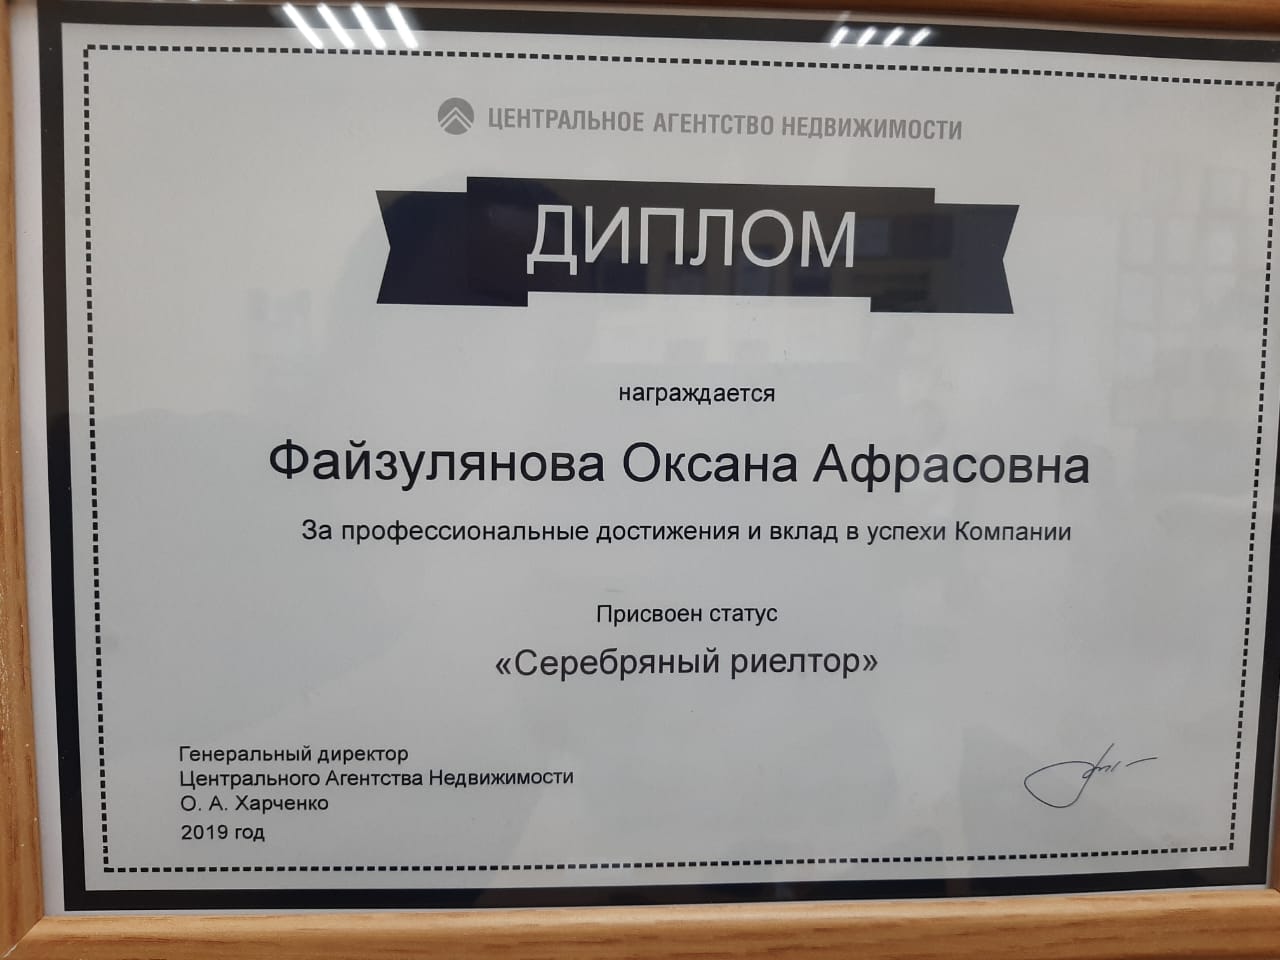 ЦЕНТРАЛЬНОЕ АГЕНТСТВО НЕДВИЖИМОСТИ
ДИПЛОМ
награждается
Файзулянова Оксана Афрасовна
За профессиональные достижения и вклад в успехи Компании
Присвоен статус
«Серебряный риелтор»
Генеральный директор
Центрального Агентства Недвижимости
О. А. Харченко
2019 год